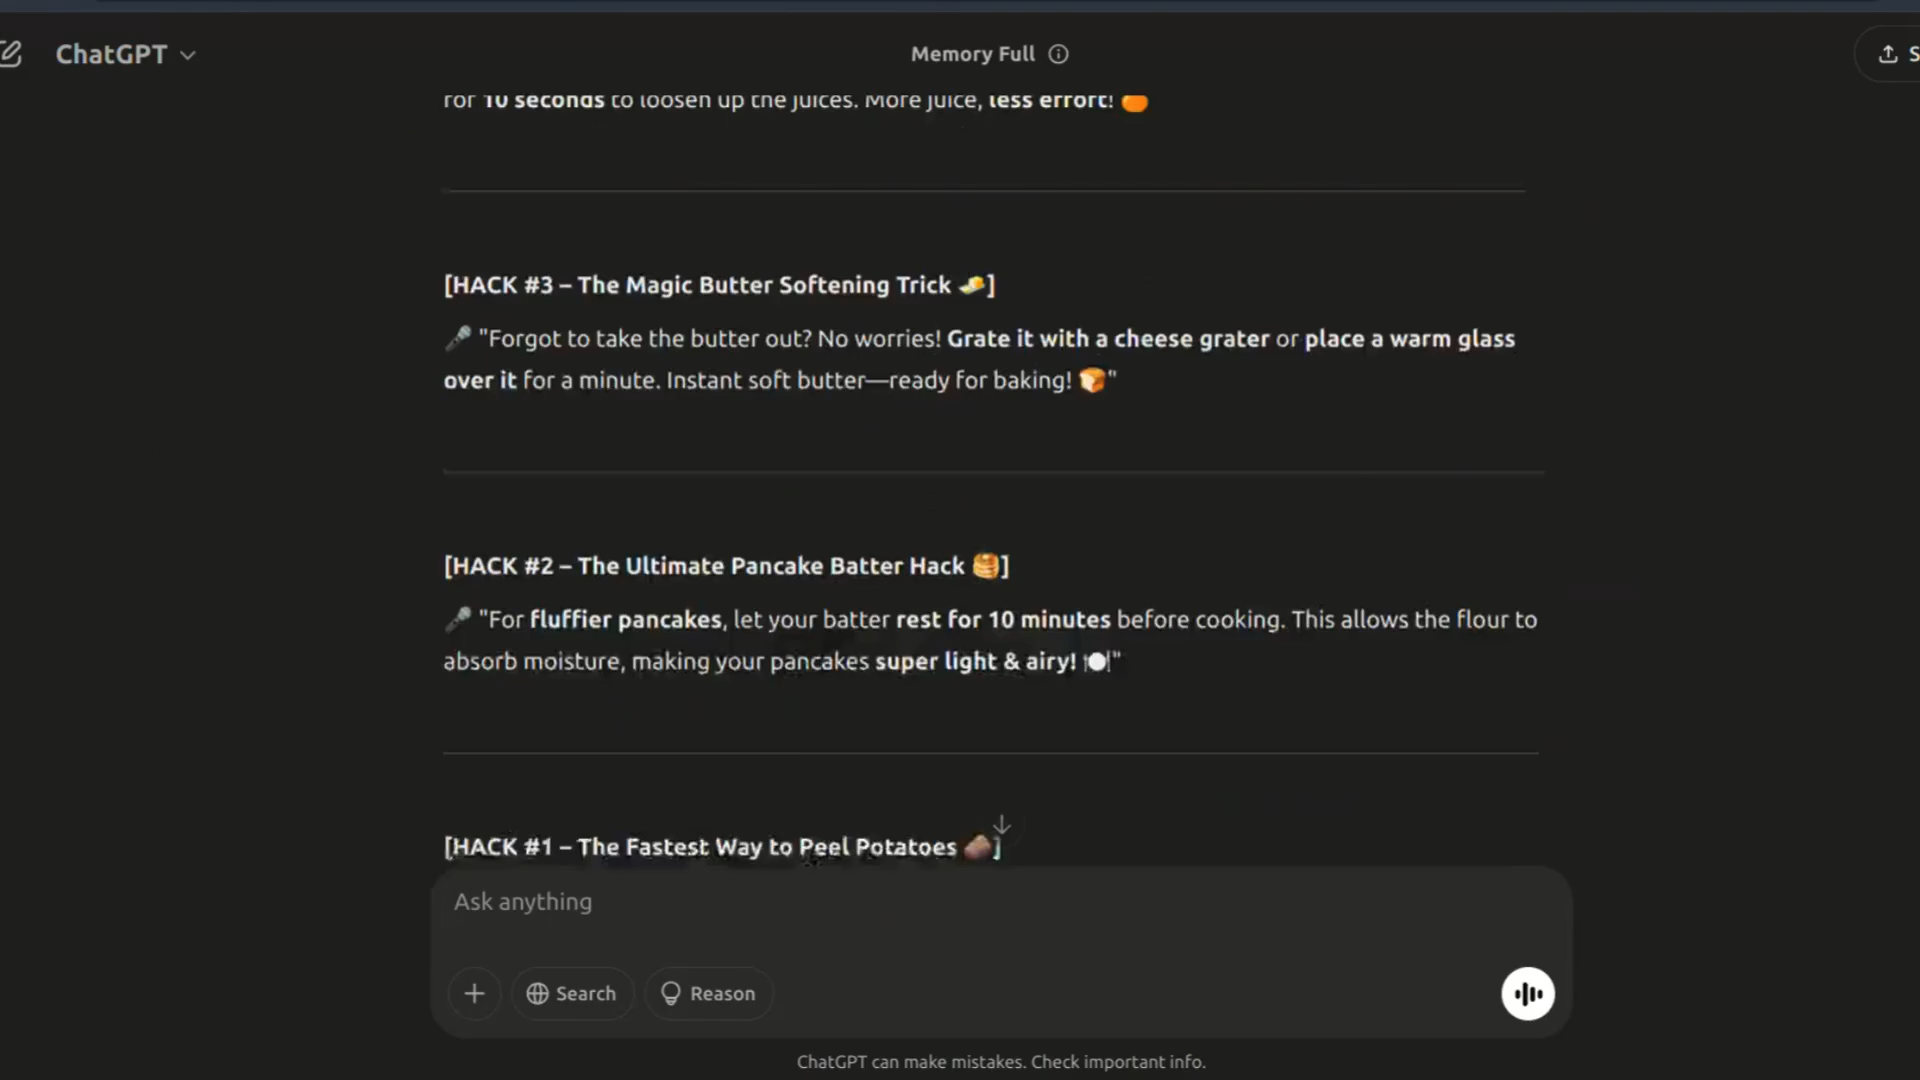 ChatGPT
Memory Full
S
for 10 seconds to loosen up the juices. More juice, less effort! 🍊
[HACK #3 – The Magic Butter Softening Trick 🧈]
🎤 "Forgot to take the butter out? No worries! Grate it with a cheese grater or place a warm glass
over it for a minute. Instant soft butter—ready for baking! 🍞"
[HACK #2 – The Ultimate Pancake Batter Hack 🥞]
🎤 "For fluffier pancakes, let your batter rest for 10 minutes before cooking. This allows the flour to
absorb moisture, making your pancakes super light & airy! 🍽"
[HACK #1 – The Fastest Way to Peel Potatoes 🥔]
Ask anything
Search
Reason
ChatGPT can make mistakes. Check important info.